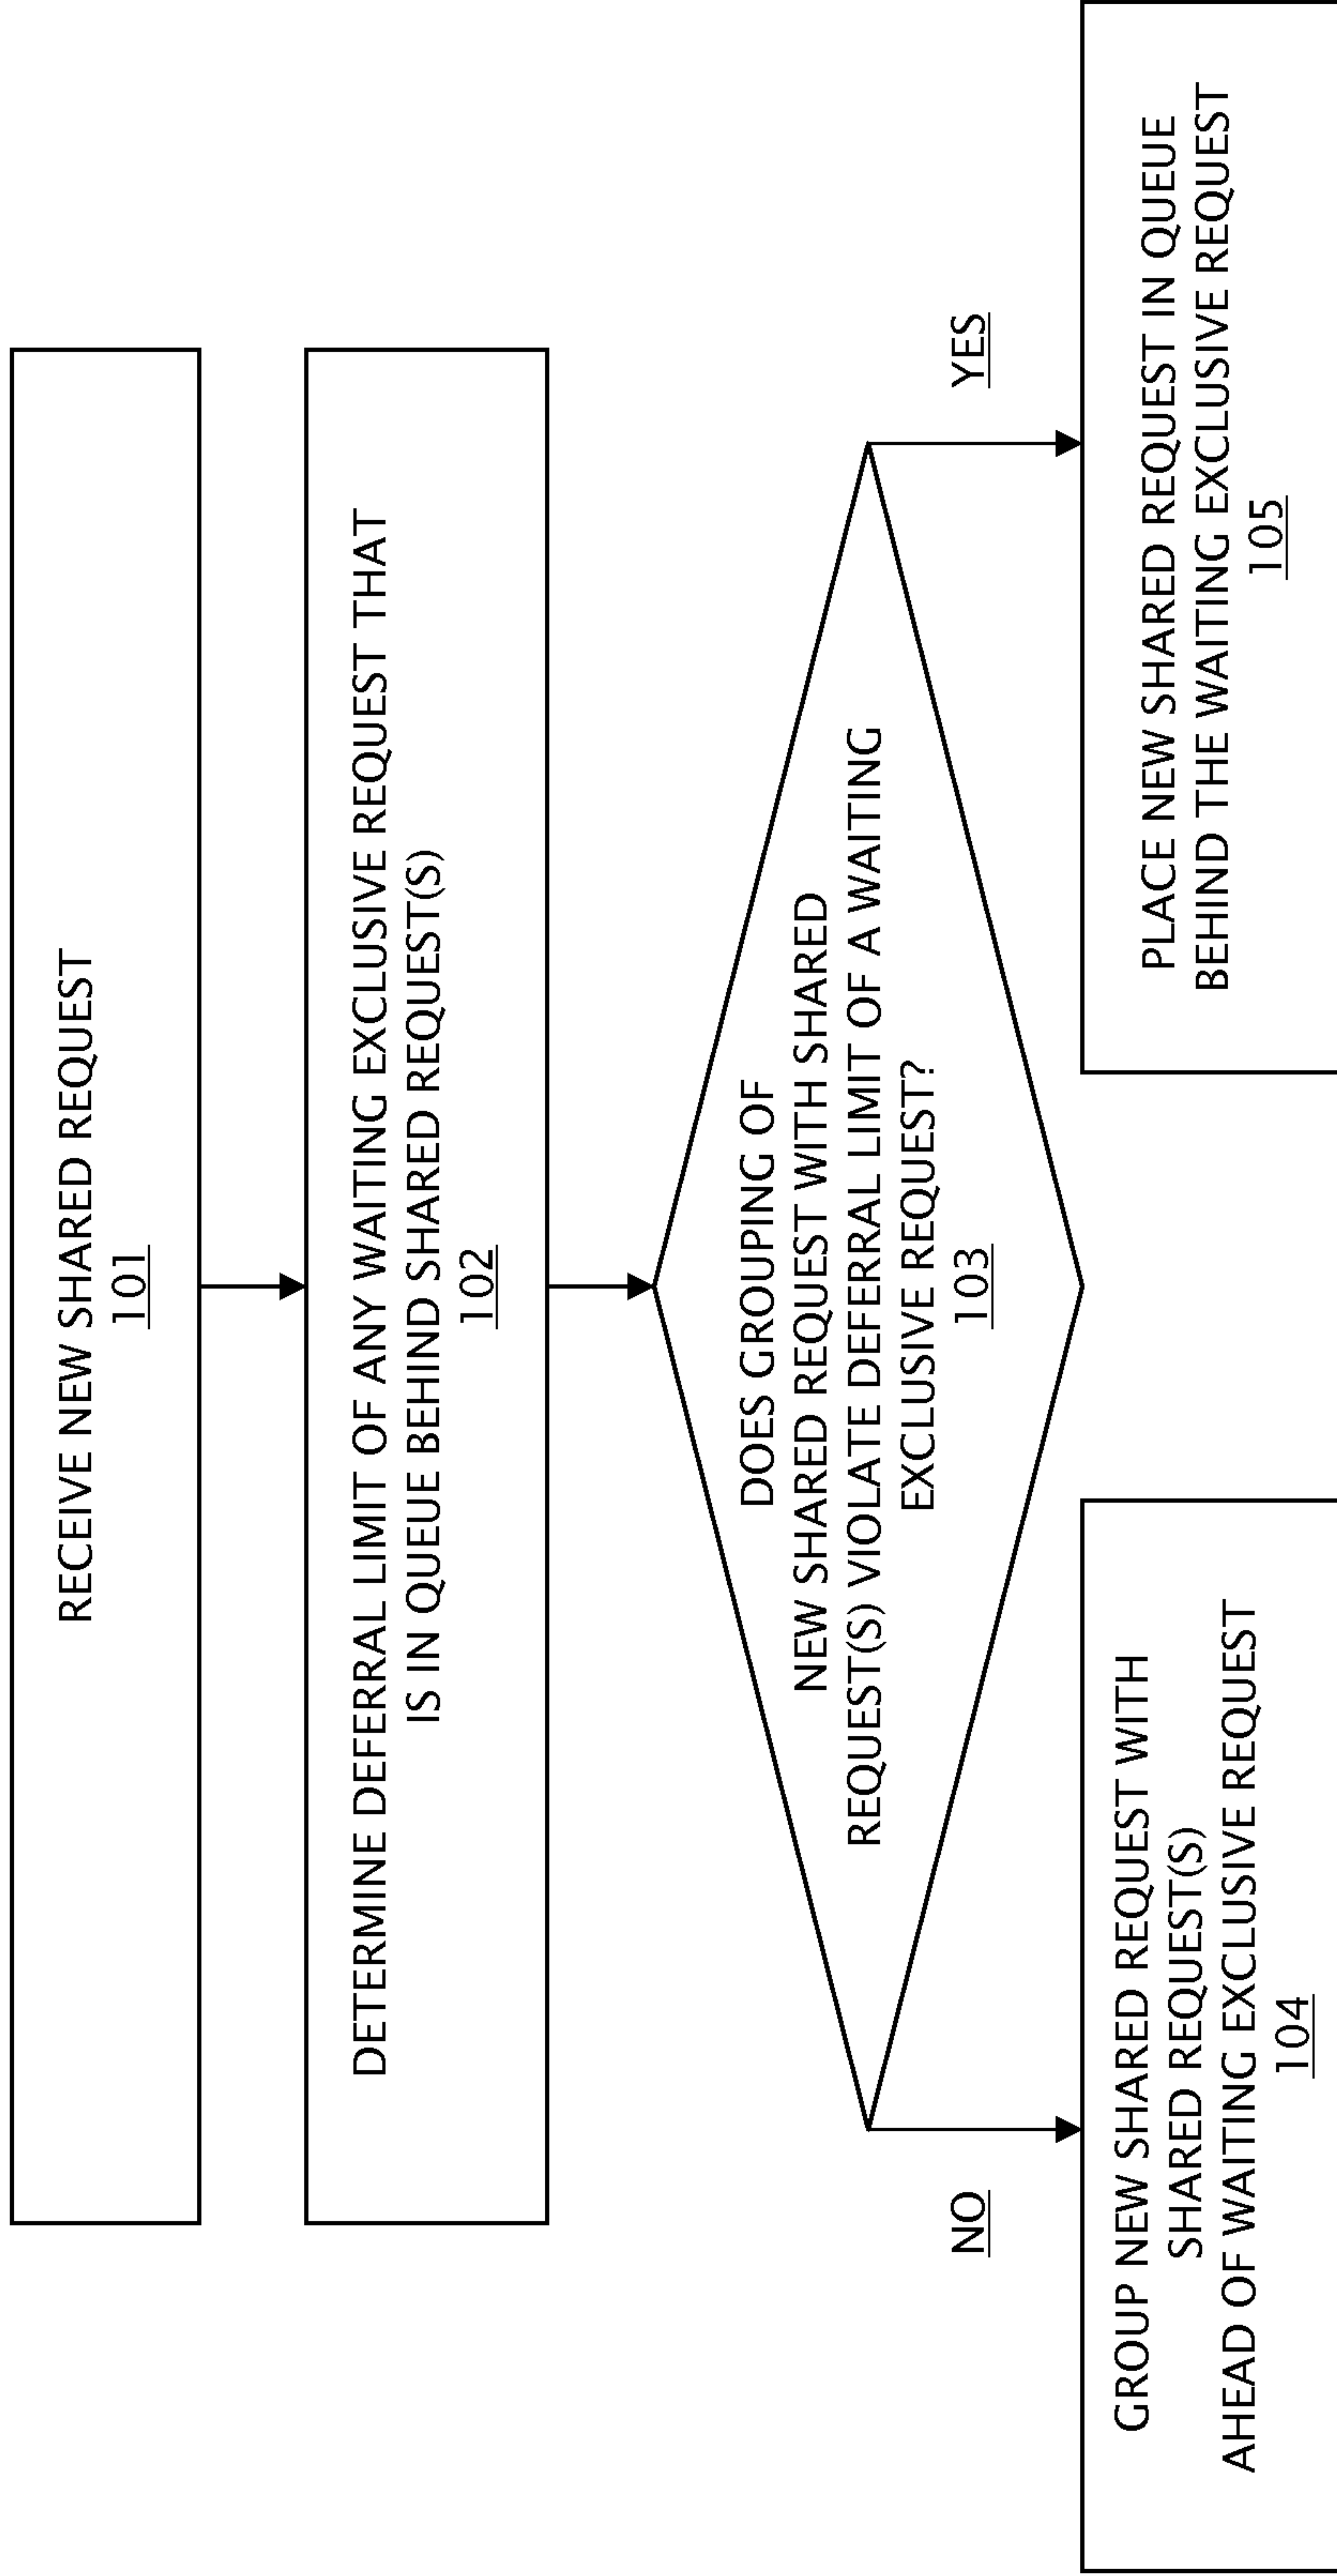 RECEIVE NEW SHARED REQUEST
101
DETERMINE DEFERRAL LIMIT OF ANY WAITING EXCLUSIVE REQUEST THAT
IS IN QUEUE BEHIND SHARED REQUEST(S)
102
DOES GROUPING OF
NEW SHARED REQUEST WITH SHARED
REQUEST(S) VIOLATE DEFERRAL LIMIT OF A WAITING
EXCLUSIVE REQUEST?
103
NO
YES
GROUP NEW SHARED REQUEST WITH
SHARED REQUEST(S)
AHEAD OF WAITING EXCLUSIVE REQUEST
104
PLACE NEW SHARED REQUEST IN QUEUE
BEHIND THE WAITING EXCLUSIVE REQUEST
105